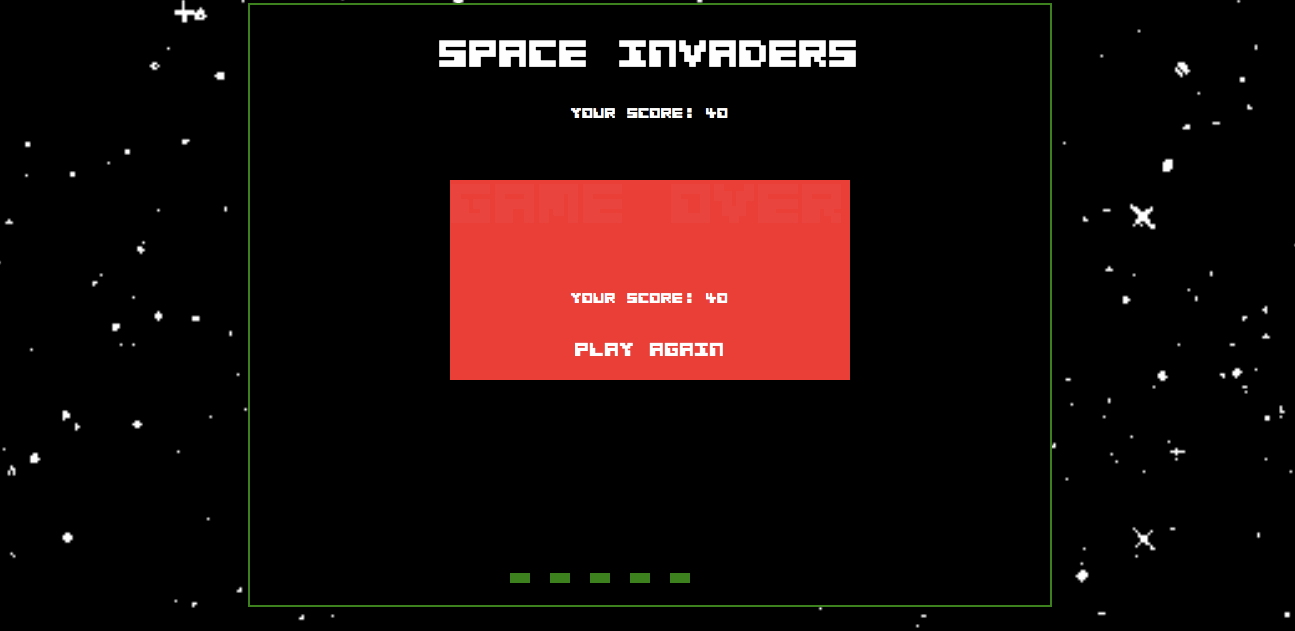 SPACE INVADERS
YOUR SCORE: 40
GAME OVER
YOUR SCORE: 40
PLAY AGAIN